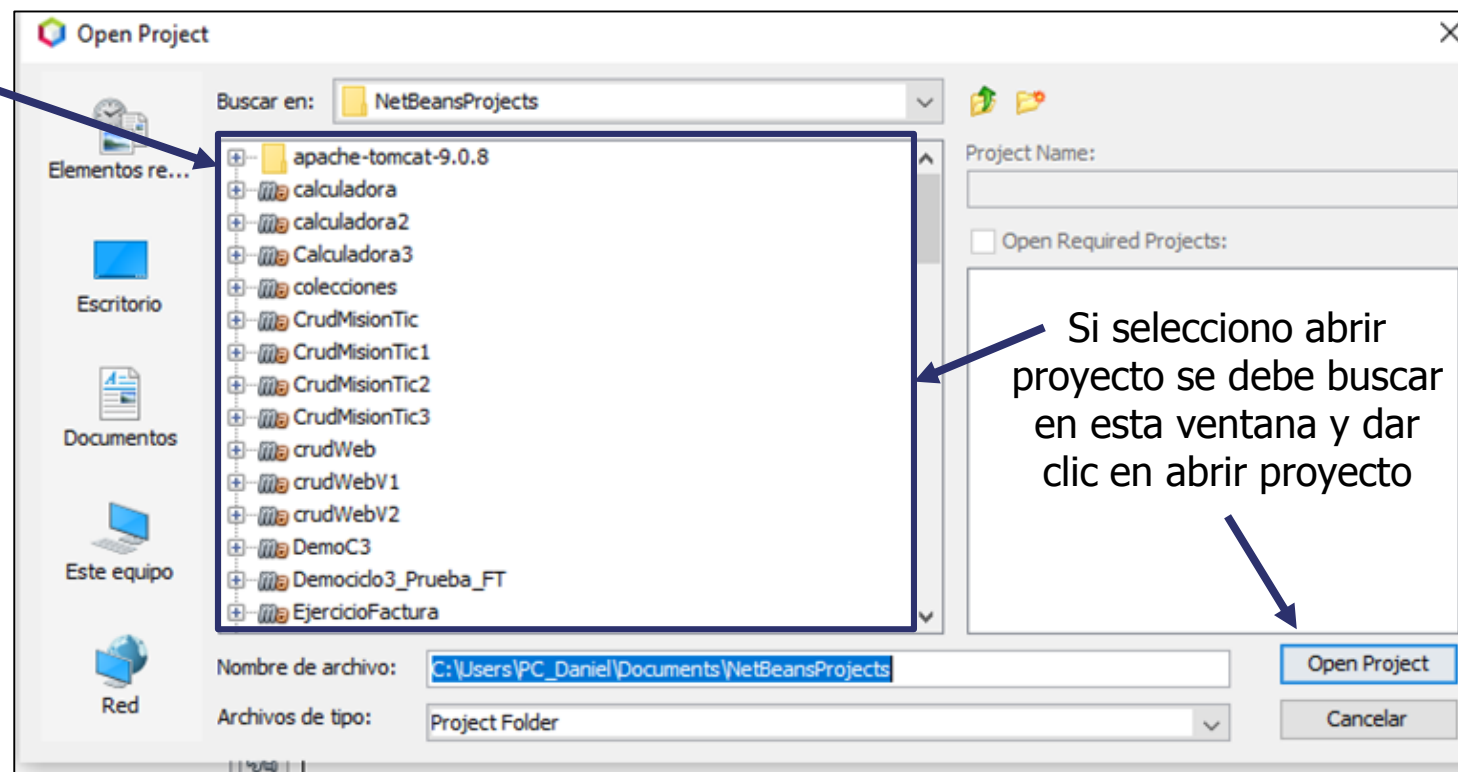 Open Project
Buscar en: NetBeansProjects
Elementos re...
Escritorio
Documentos
Este equipo
Red
apache-tomcat-9.0.8
calculadora
calculadora2
Calculadora3
colecciones
CrudMisionTic
CrudMisionTic1
CrudMisionTic2
CrudMisionTic3
crudWeb
crudWebV1
crudWebV2
DemoC3
Demociclo3_Prueba_FT
EjercicioFactura
Project Name:
Open Required Projects:
Si selecciono abrir
proyecto se debe buscar
en esta ventana y dar
clic en abrir proyecto
Nombre de archivo: C:\Users\PC_Daniel\Documents\NetBeansProjects
Open Project
Archivos de tipo: Project Folder
Cancelar